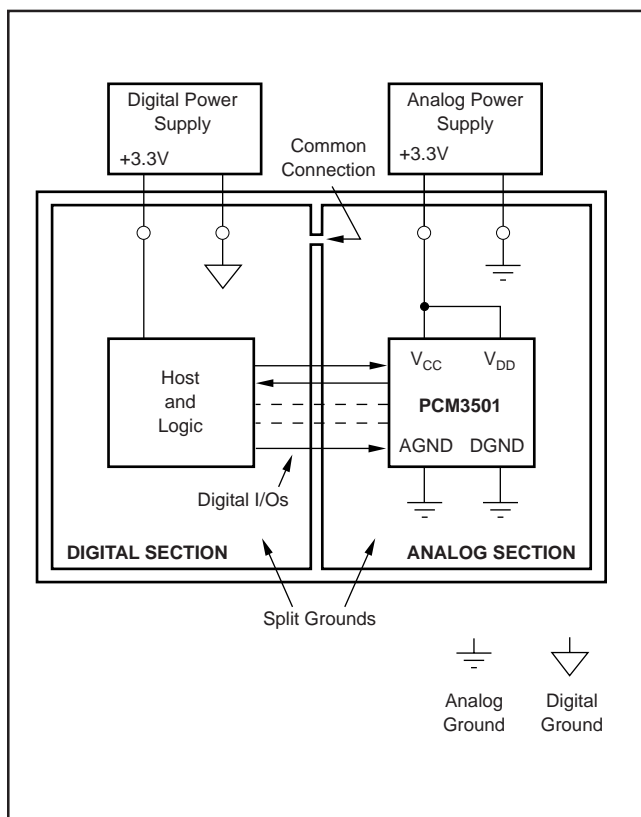 Digital Power
Supply
+3.3V
Analog Power
Supply
+3.3V
Common
Connection
Host
and
Logic
VCC VDD
PCM3501
AGND DGND
Digital I/Os
DIGITAL SECTION
ANALOG SECTION
Split Grounds
Analog
Ground
Digital
Ground